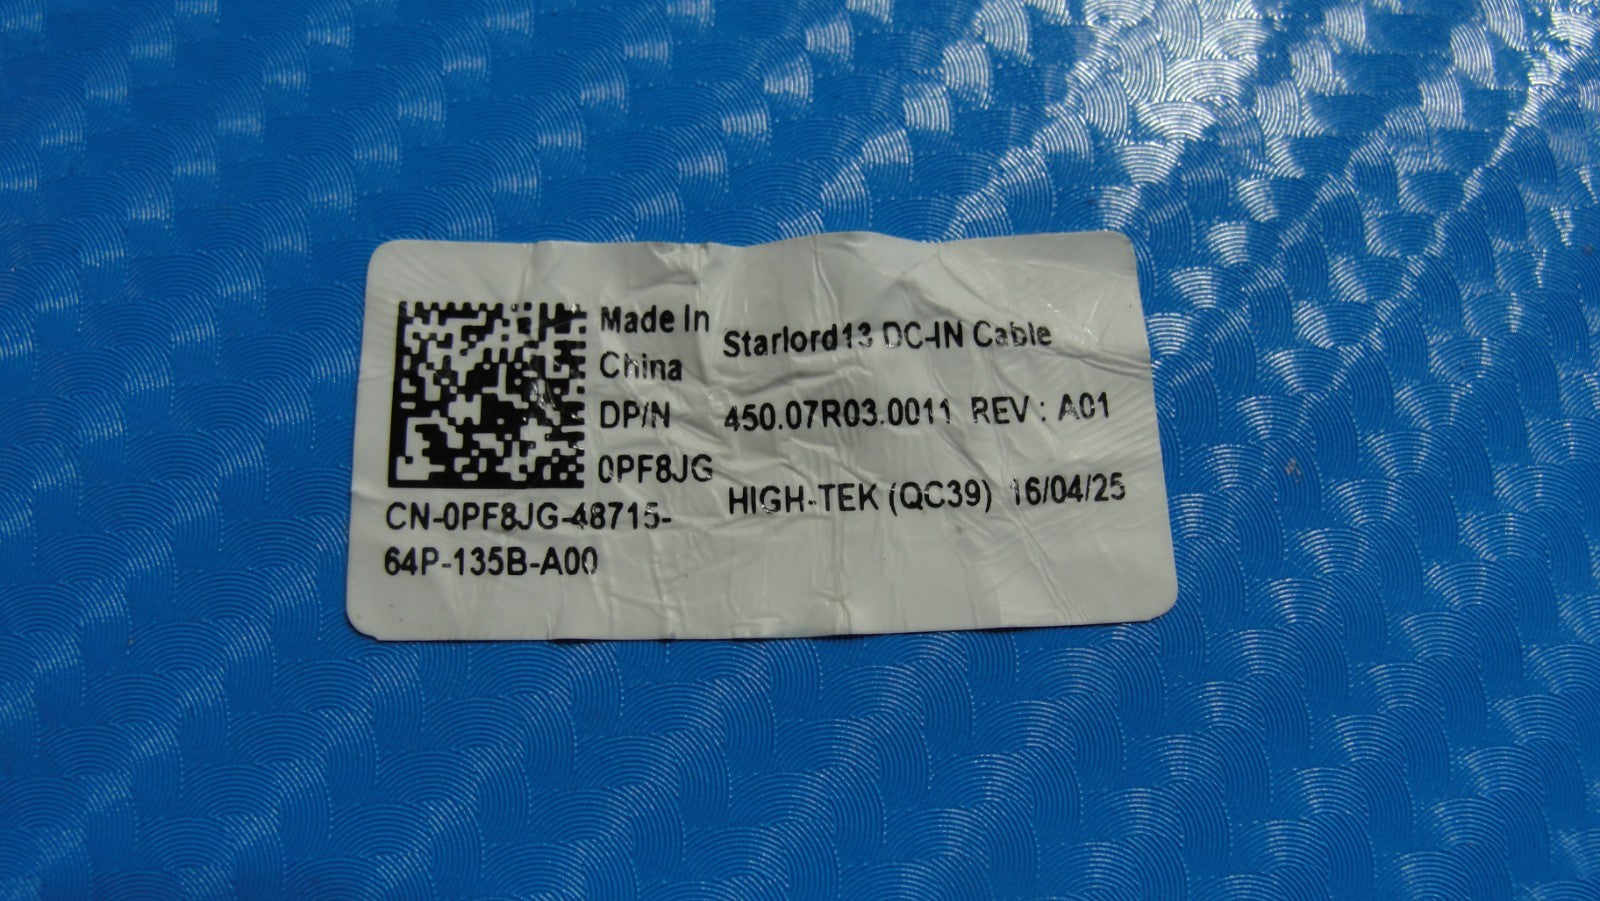 Made In
China
DP/N
0PF8JG
CN-0PF8JG-48715-
64P-135B-A00
Starlord13 DC-IN Cable
450.07R03.0011 REV : A01
HIGH-TEK (QC39) 16/04/25